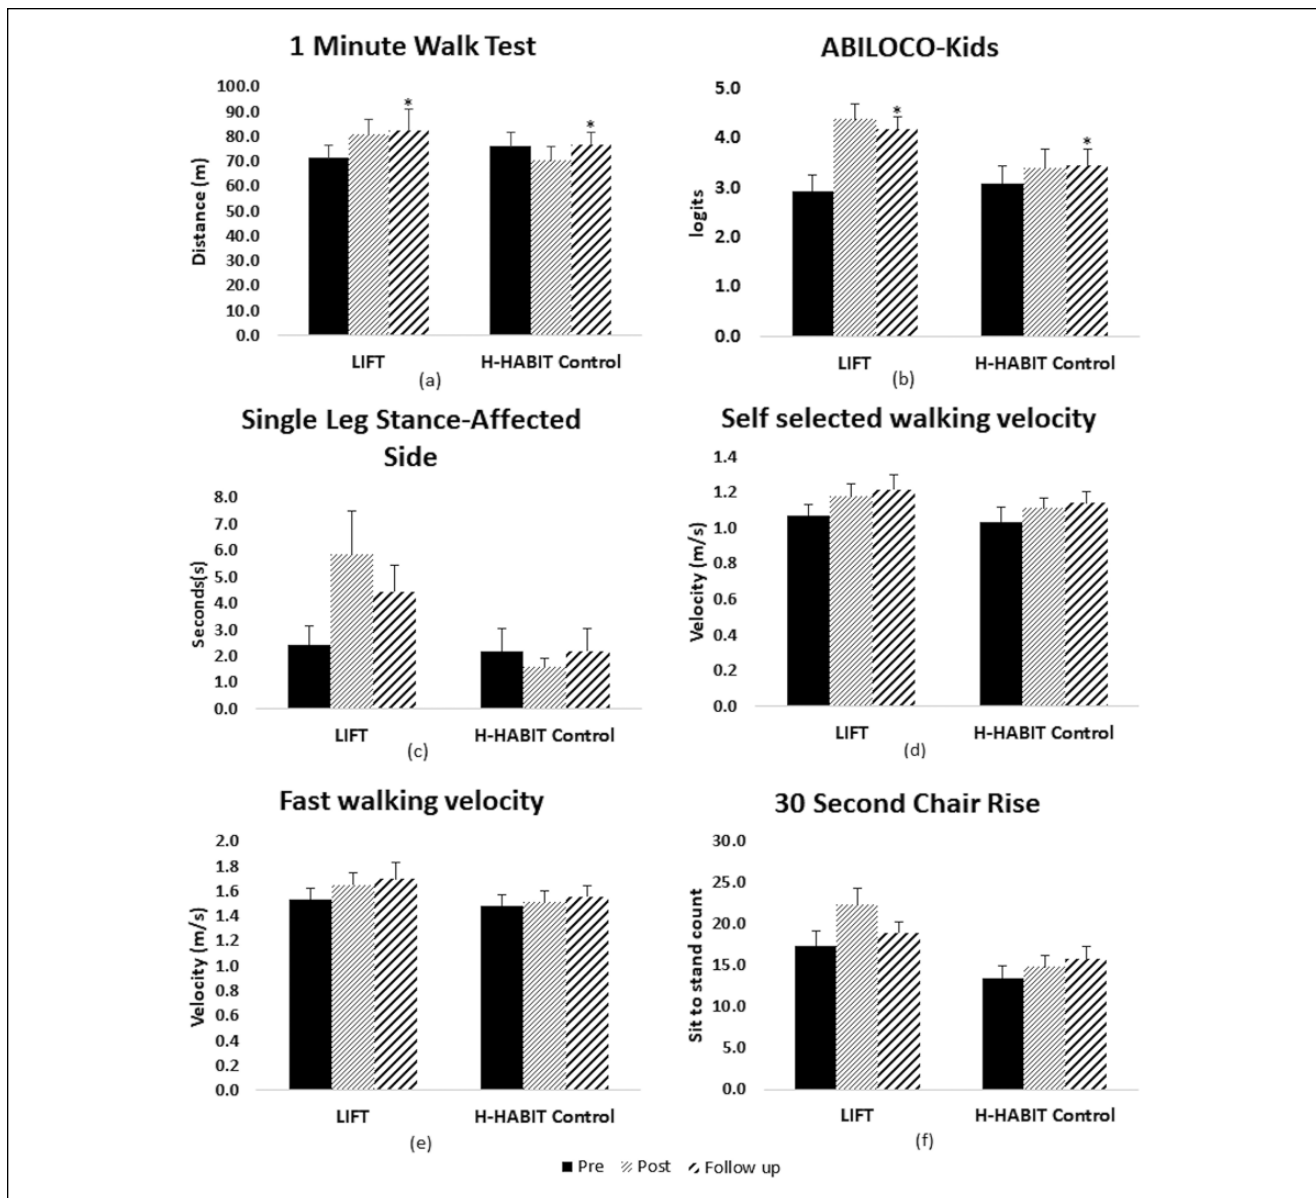 1 Minute Walk Test
100.0
90.0
80.0
70.0
60.0
50.0
40.0
30.0
20.0
10.0
0.0
Distance (m)
*
*
LIFT
H-HABIT Control
(a)
ABILOCO-Kids
5.0
4.0
3.0
2.0
1.0
0.0
logits
*
*
LIFT
H-HABIT Control
(b)
Single Leg Stance-Affected
Side
8.0
7.0
6.0
5.0
4.0
3.0
2.0
1.0
0.0
Seconds(s)
LIFT
H-HABIT Control
(c)
Self selected walking velocity
1.4
1.2
1.0
0.8
0.6
0.4
0.2
0.0
Velocity (m/s)
LIFT
H-HABIT Control
(d)
Fast walking velocity
2.0
1.8
1.6
1.4
1.2
1.0
0.8
0.6
0.4
0.2
0.0
Velocity (m/s)
LIFT
H-HABIT Control
(e)
30 Second Chair Rise
30.0
25.0
20.0
15.0
10.0
5.0
0.0
Sit to stand count
LIFT
H-HABIT Control
(f)
Pre Post Follow up